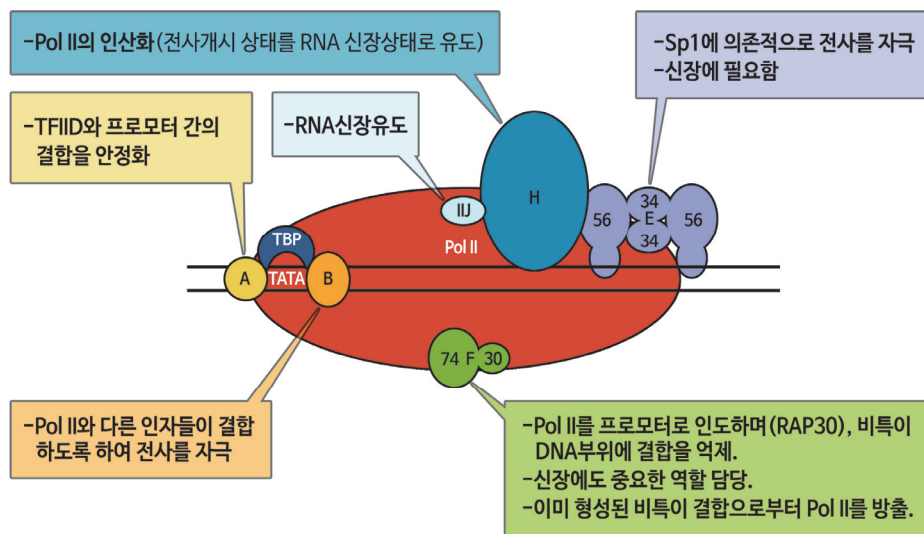 -Pol II의 인산화(전사개시 상태를 RNA 신장상태로 유도)
-Sp1에 의존적으로 전사를 자극
-신장에 필요함
-TFIID와 프로모터 간의
결합을 안정화
-RNA신장유도
H
IIJ
Pol II
56
34
E
34
56
TBP
A
TATA
B
74 F 30
-Pol II와 다른 인자들이 결합
하도록 하여 전사를 자극
-Pol II를 프로모터로 인도하며(RAP30), 비특이
DNA부위에 결합을 억제.
-신장에도 중요한 역할 담당.
-이미 형성된 비특이 결합으로부터 Pol II를 방출.